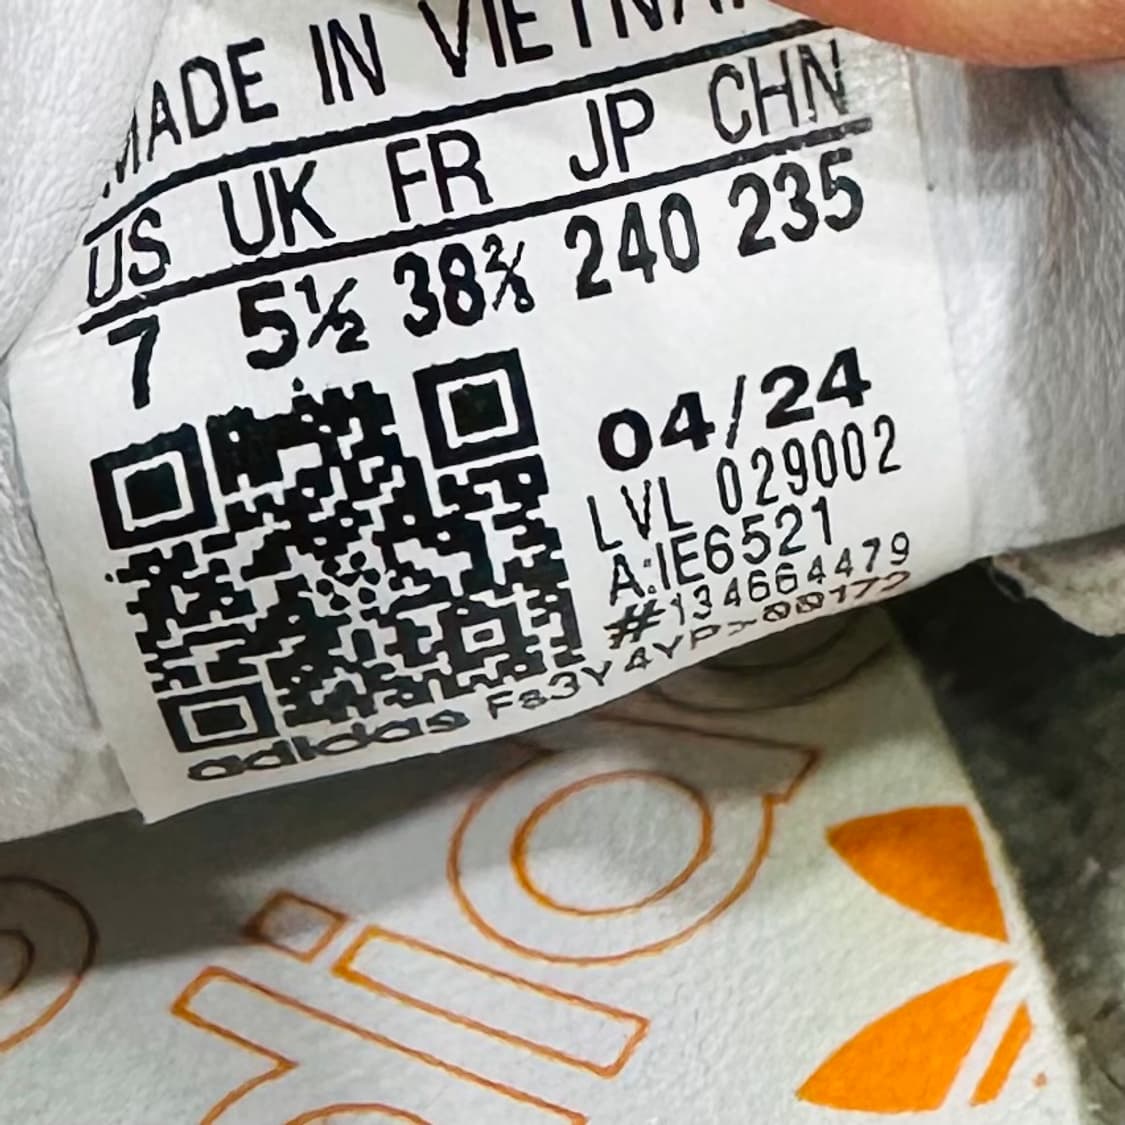 MADE IN VIETNA
US UK FR JP CHN
7 5½ 38⅔ 240 235
04/24
LVL 029002
A:IE6521
#134664479
adidas